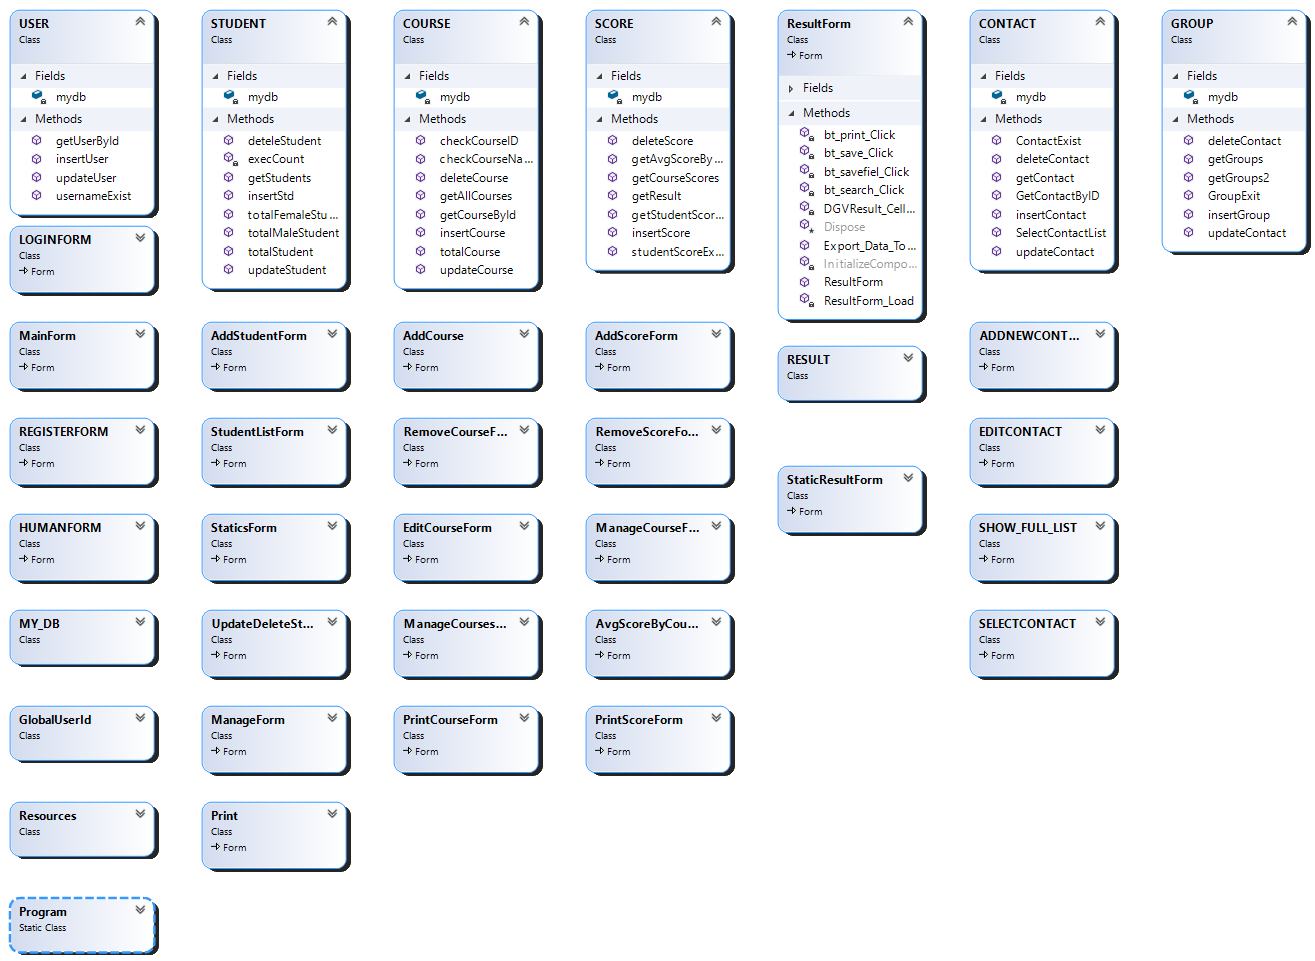 USER
Class
Fields
mydb
Methods
getUserById
insertUser
updateUser
usernameExist
LOGINFORM
Class
Form
MainForm
Class
Form
REGISTERFORM
Class
Form
HUMANFORM
Class
Form
MY_DB
Class
GlobalUserId
Class
Resources
Class
Program
Static Class
STUDENT
Class
Fields
mydb
Methods
deteleStudent
execCount
getStudents
insertStd
totalFemaleStu...
totalMaleStudent
totalStudent
updateStudent
AddStudentForm
Class
Form
StudentListForm
Class
Form
StaticsForm
Class
Form
UpdateDeleteSt...
Class
Form
ManageForm
Class
Form
Print
Class
Form
COURSE
Class
Fields
mydb
Methods
checkCourseID
checkCourseNa...
deleteCourse
getAllCourses
getCourseById
insertCourse
totalCourse
updateCourse
AddCourse
Class
Form
RemoveCourseF...
Class
Form
EditCourseForm
Class
Form
ManageCourses...
Class
Form
PrintCourseForm
Class
Form
SCORE
Class
Fields
mydb
Methods
deleteScore
getAvgScoreBy...
getCourseScores
getResult
getStudentScor...
insertScore
studentScoreEx...
AddScoreForm
Class
Form
RemoveScoreFo...
Class
Form
ManageCourseF...
Class
Form
AvgScoreByCou...
Class
Form
PrintScoreForm
Class
Form
ResultForm
Class
Form
Fields
Methods
bt_print_Click
bt_save_Click
bt_savefiel_Click
bt_search_Click
DGVResult_Cell...
Dispose
Export_Data_To...
InitializeCompo...
ResultForm
ResultForm_Load
RESULT
Class
StaticResultForm
Class
Form
CONTACT
Class
Fields
mydb
Methods
ContactExist
deleteContact
getContact
GetContactByID
insertContact
SelectContactList
updateContact
ADDNEWCONT...
Class
Form
EDITCONTACT
Class
Form
SHOW_FULL_LIST
Class
Form
SELECTCONTACT
Class
Form
GROUP
Class
Fields
mydb
Methods
deleteContact
getGroups
getGroups2
GroupExit
insertGroup
updateContact